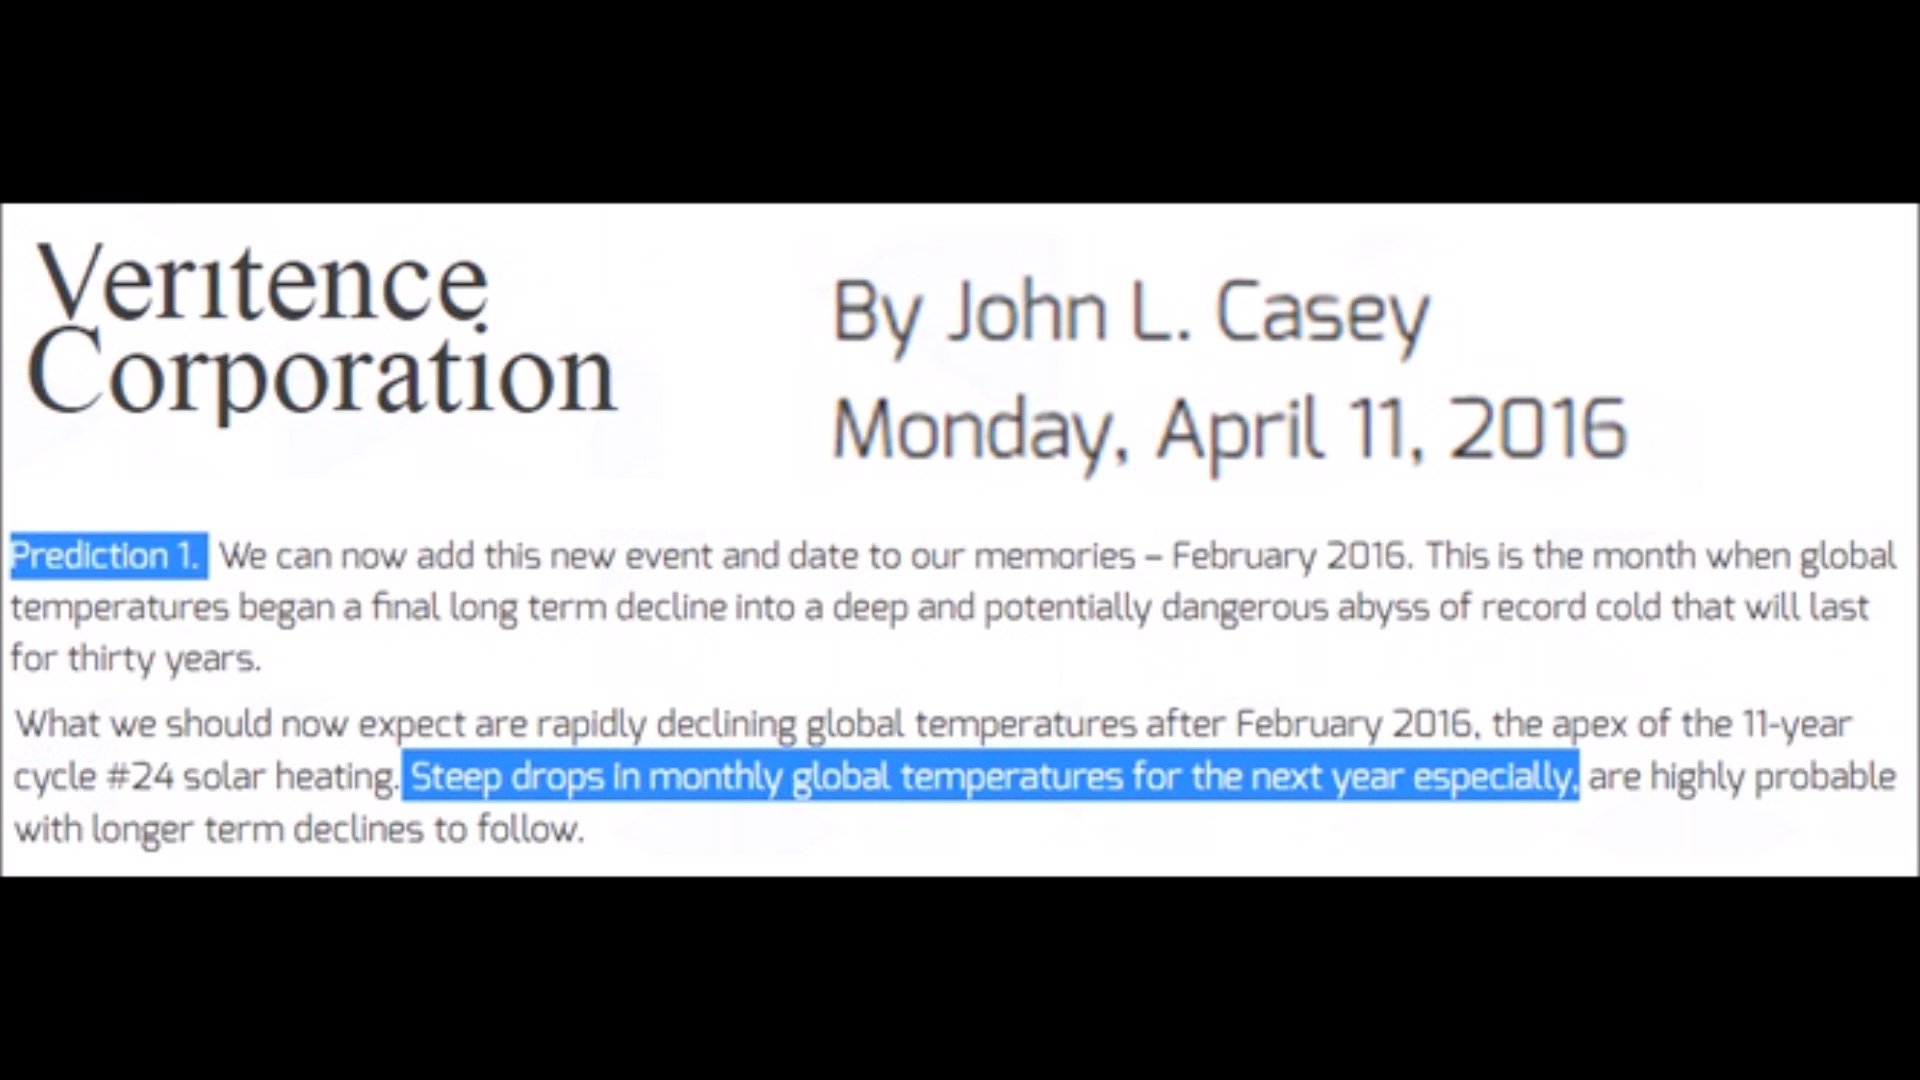 Veritence
Corporation
By John L. Casey
Monday, April 11, 2016
Prediction 1. We can now add this new event and date to our memories – February 2016. This is the month when global
temperatures began a final long term decline into a deep and potentially dangerous abyss of record cold that will last
for thirty years.
What we should now expect are rapidly declining global temperatures after February 2016, the apex of the 11-year
cycle #24 solar heating. Steep drops in monthly global temperatures for the next year especially, are highly probable
with longer term declines to follow.